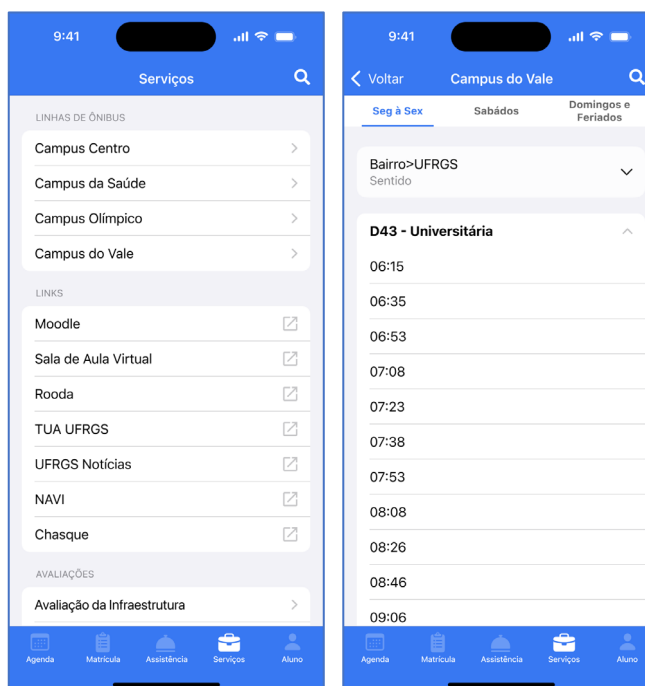 9:41
Serviços
LINHAS DE ÔNIBUS
Campus Centro
Campus da Saúde
Campus Olímpico
Campus do Vale
LINKS
Moodle
Sala de Aula Virtual
Rooda
TUA UFRGS
UFRGS Notícias
NAVI
Chasque
AVALIAÇÕES
Avaliação da Infraestrutura
Agenda Matrícula Assistência Serviços Aluno
9:41
Voltar Campus do Vale
Seg à Sex Sabádos Domingos e
Feriados
Bairro>UFRGS
Sentido
D43 - Universitária
06:15
06:35
06:53
07:08
07:23
07:38
07:53
08:08
08:26
08:46
09:06
Agenda Matrícula Assistência Serviços Aluno